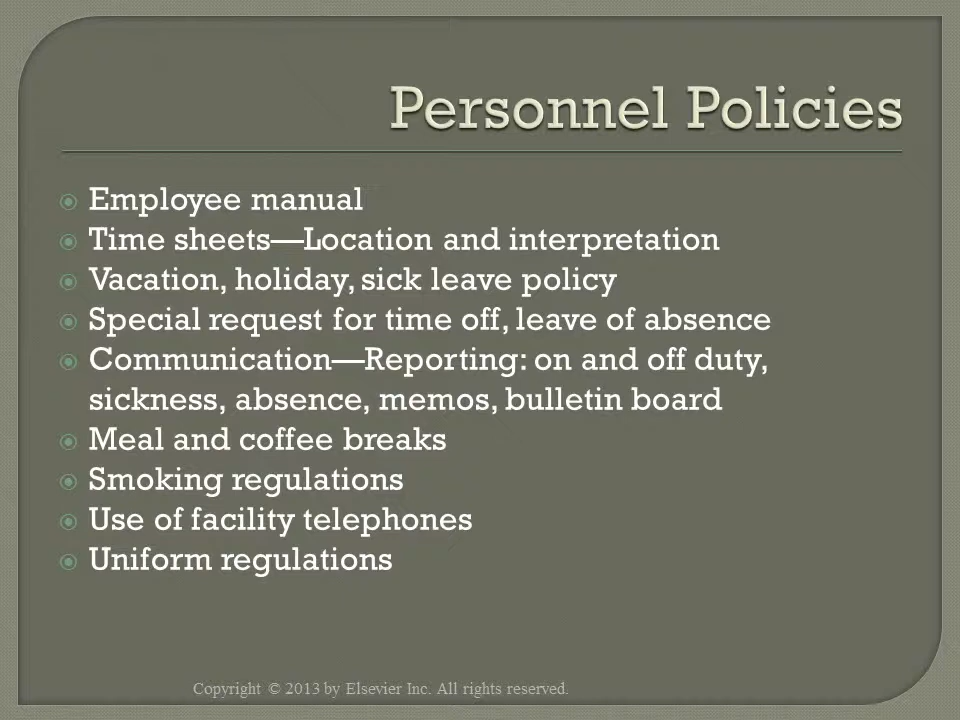 Personnel Policies
Employee manual
Time sheets—Location and interpretation
Vacation, holiday, sick leave policy
Special request for time off, leave of absence
Communication—Reporting: on and off duty,
sickness, absence, memos, bulletin board
Meal and coffee breaks
Smoking regulations
Use of facility telephones
Uniform regulations
Copyright © 2013 by Elsevier Inc. All rights reserved.